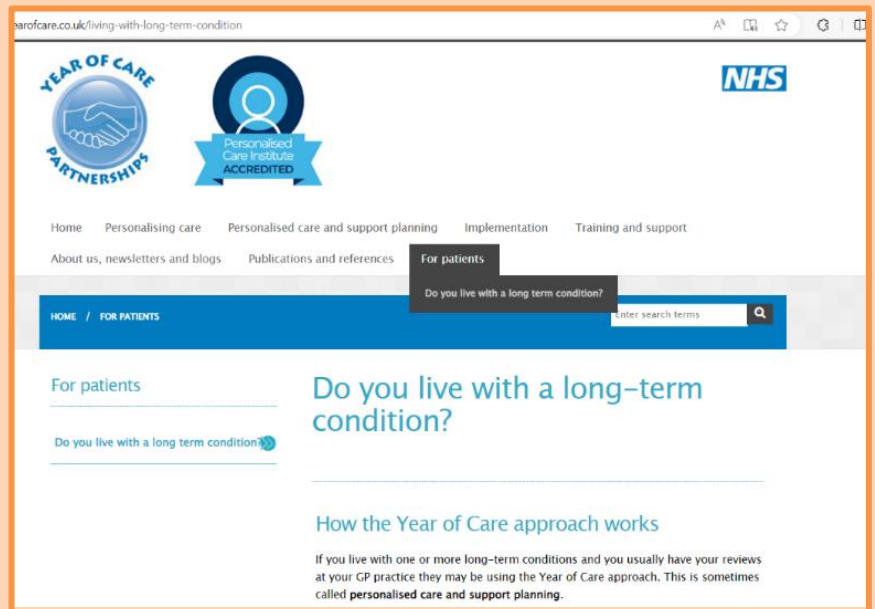 earofcare.co.uk/living-with-long-term-condition
YEAR OF CARE
PARTNERSHIPS
Personalised
Care Institute
ACCREDITED
NHS
Home Personalising care Personalised care and support planning Implementation Training and support
About us, newsletters and blogs Publications and references For patients
Do you live with a long term condition?
HOME / FOR PATIENTS
Enter search terms
For patients
Do you live with a long term condition?
Do you live with a long-term
condition?
How the Year of Care approach works
If you live with one or more long-term conditions and you usually have your reviews
at your GP practice they may be using the Year of Care approach. This is sometimes
called personalised care and support planning.